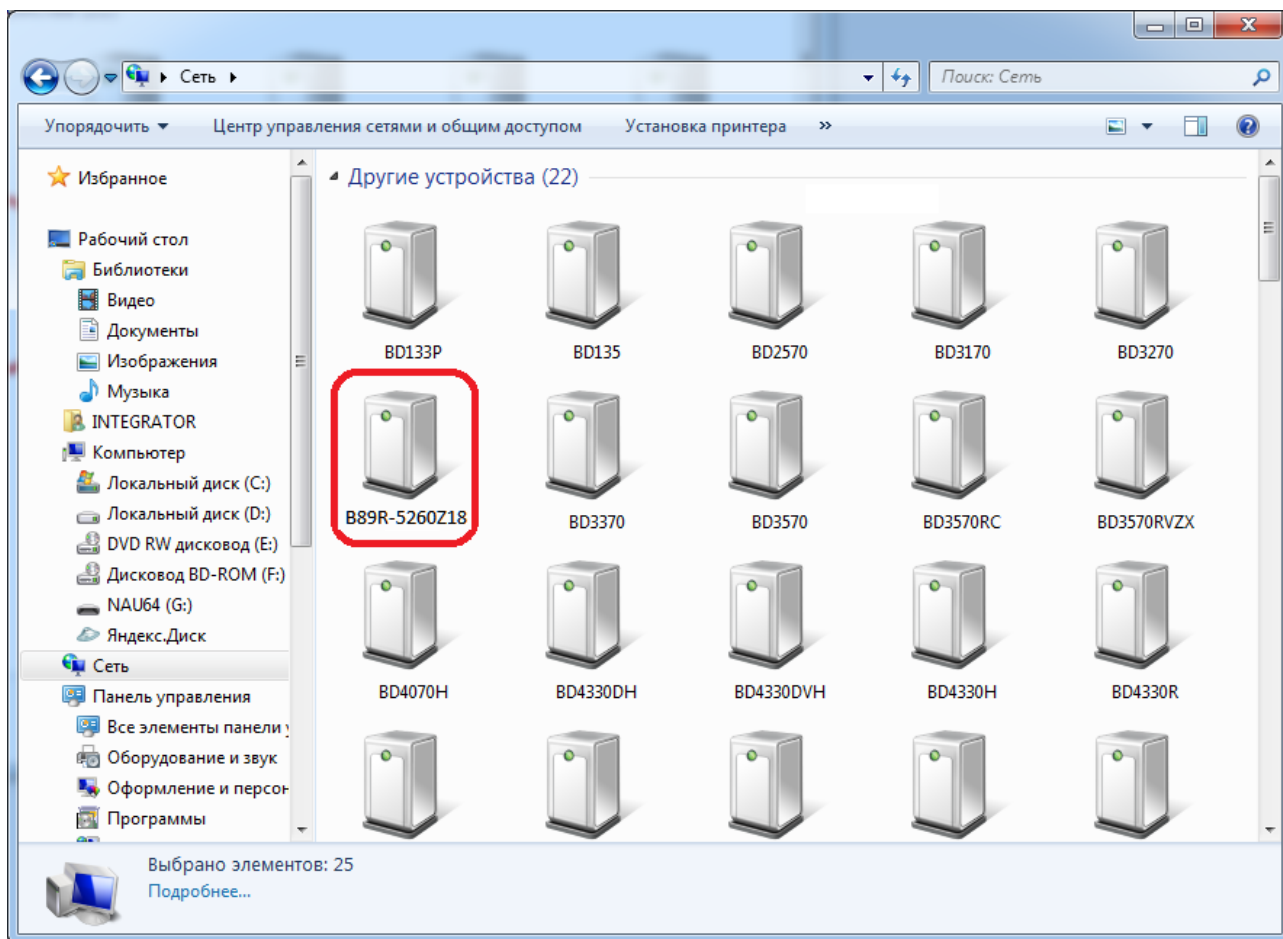 Сеть
Поиск: Сеть
Упорядочить
Центр управления сетями и общим доступом
Установка принтера
»
Избранное
Рабочий стол
Библиотеки
Видео
Документы
Изображения
Музыка
INTEGRATOR
Компьютер
Локальный диск (C:)
Локальный диск (D:)
DVD RW дисковод (E:)
Дисковод BD-ROM (F:)
NAU64 (G:)
Яндекс.Диск
Сеть
Панель управления
Все элементы панели
Оборудование и звук
Оформление и персон
Программы
Другие устройства (22)
BD133P BD135 BD2570 BD3170 BD3270
B89R-5260Z18 BD3370 BD3570 BD3570RC BD3570RVZX
BD4070H BD4330DH BD4330DVH BD4330H BD4330R
Выбрано элементов: 25
Подробнее...